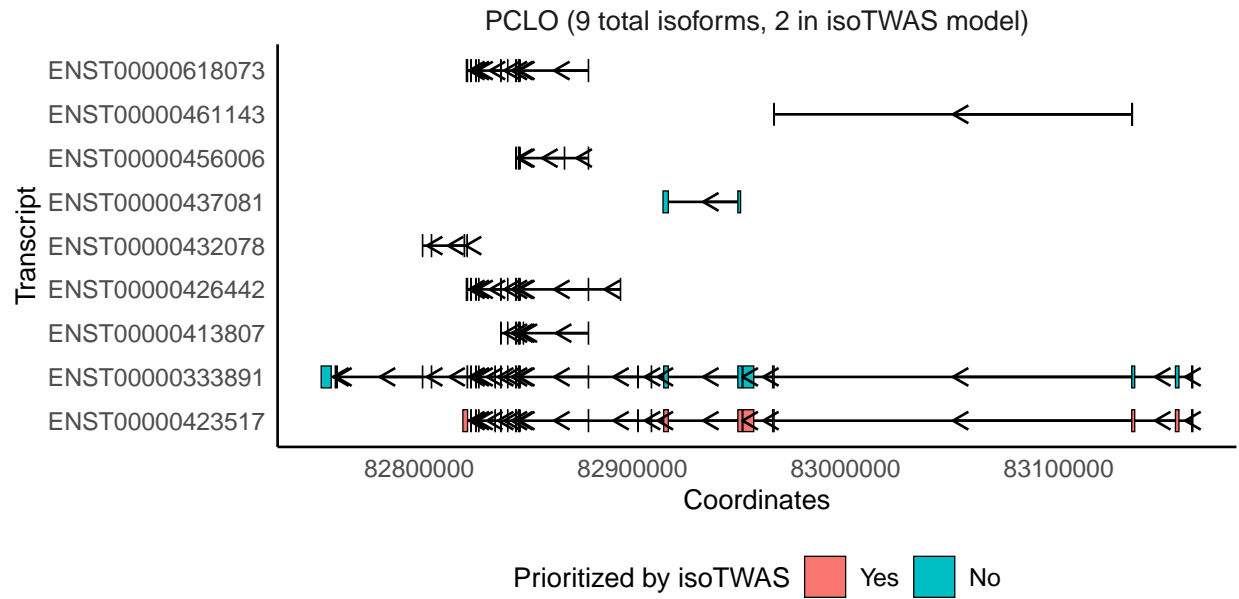 PCLO (9 total isoforms, 2 in isoTWAS model)
Transcript
ENST00000618073
ENST00000461143
ENST00000456006
ENST00000437081
ENST00000432078
ENST00000426442
ENST00000413807
ENST00000333891
ENST00000423517
82800000 82900000 83000000 83100000
Coordinates
Prioritized by isoTWAS Yes No